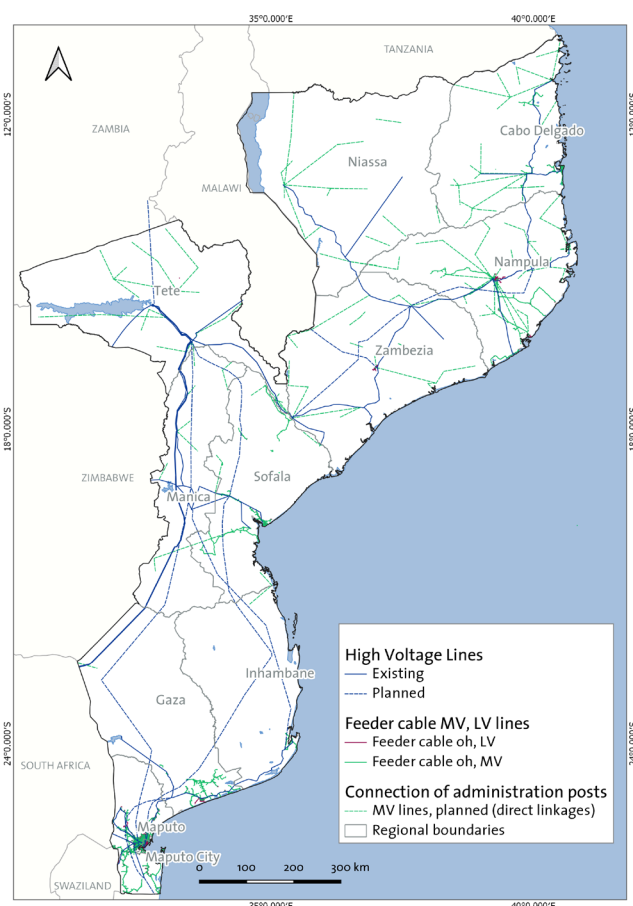 35°0.000'E
40°0.000'E
TANZANIA
12°0.000'S
ZAMBIA
Cabo Delgado
Niassa
MALAWI
Nampula
Tete
Zambezia
18°0.000'S
18°0.000'S
ZIMBABWE
Sofala
Manica
High Voltage Lines
Existing
Planned
Inhambane
Gaza
Feeder cable MV, LV lines
Feeder cable oh, LV
24°0.000'S
SOUTH AFRICA
Feeder cable oh, MV
Connection of administration posts
MV lines, planned (direct linkages)
Maputo
Regional boundaries
Maputo City
0 100 200 300 km
SWAZILAND